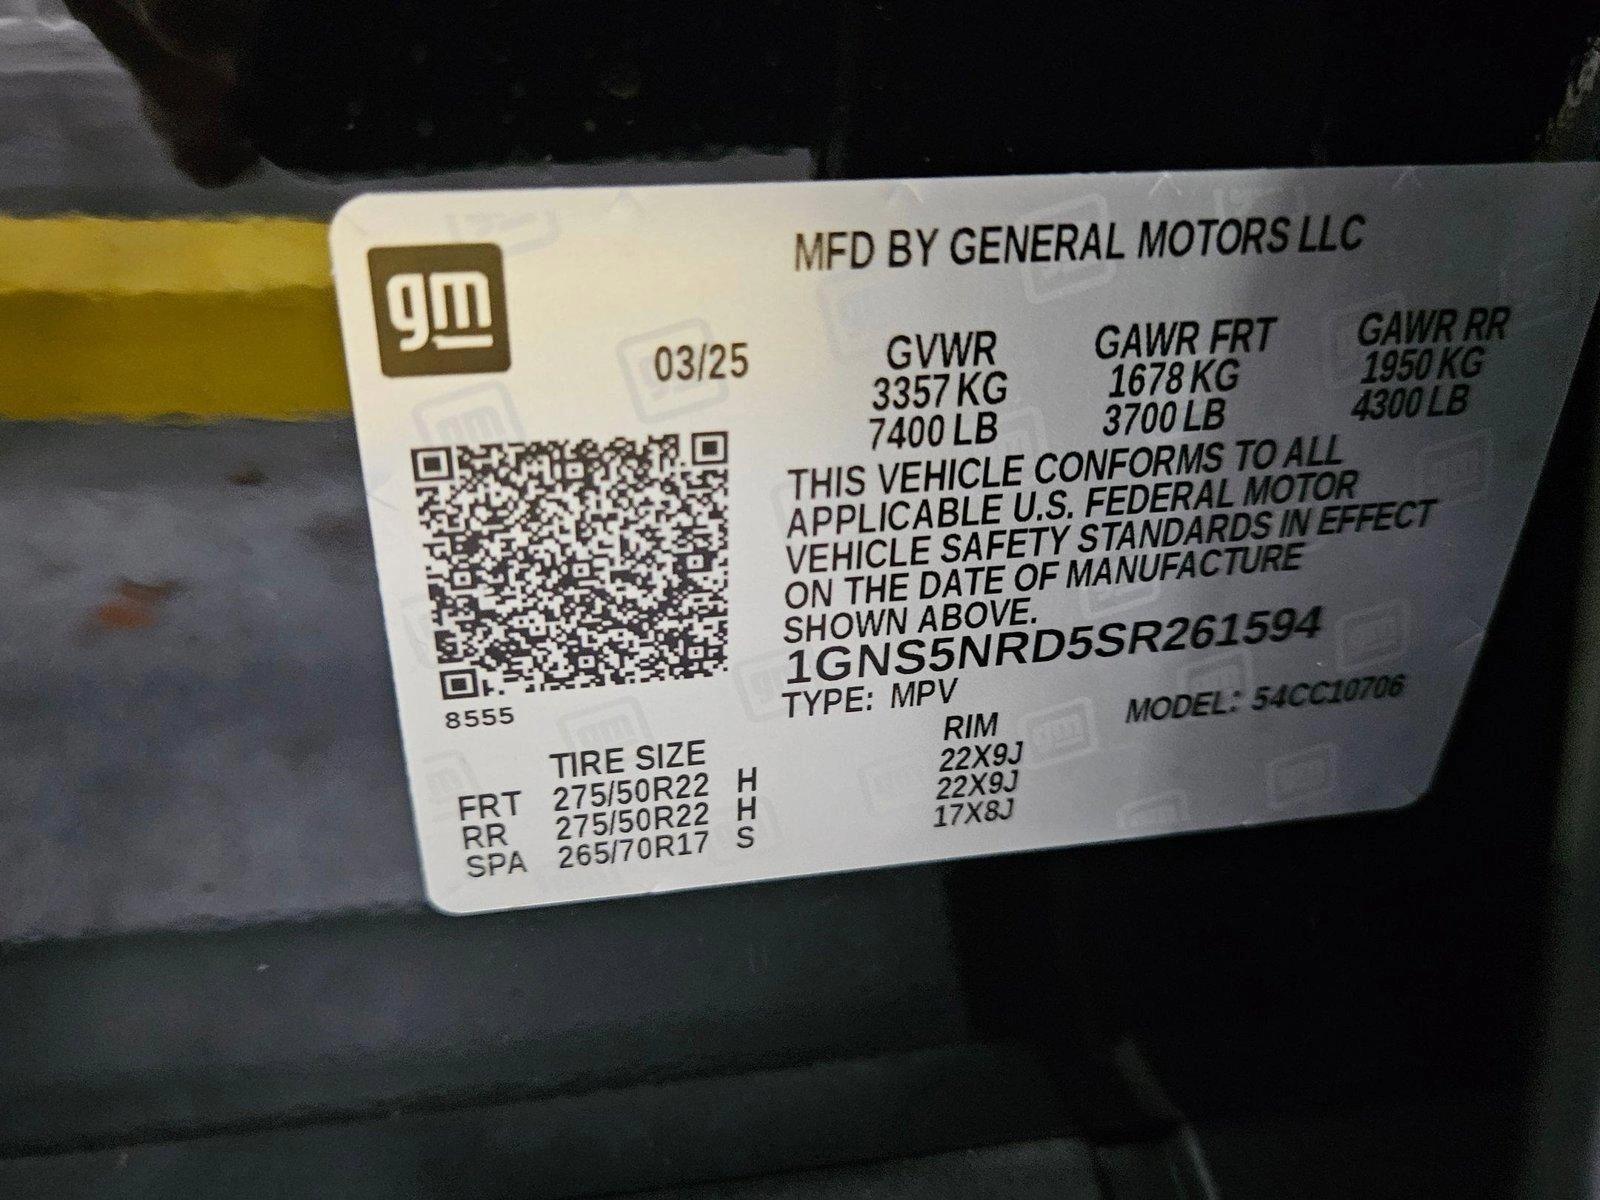 gm
MFD BY GENERAL MOTORS LLC
03/25
GVWR GAWR FRT GAWR RR
3357 KG 1678 KG 1950 KG
7400 LB 3700 LB 4300 LB
THIS VEHICLE CONFORMS TO ALL
APPLICABLE U.S. FEDERAL MOTOR
VEHICLE SAFETY STANDARDS IN EFFECT
ON THE DATE OF MANUFACTURE
SHOWN ABOVE.
1GNS5NRD5SR261594
TYPE: MPV MODEL: 54CC10706
8555
TIRE SIZE RIM
FRT 275/50R22 H 22X9J
RR 275/50R22 H 22X9J
SPA 265/70R17 S 17X8J